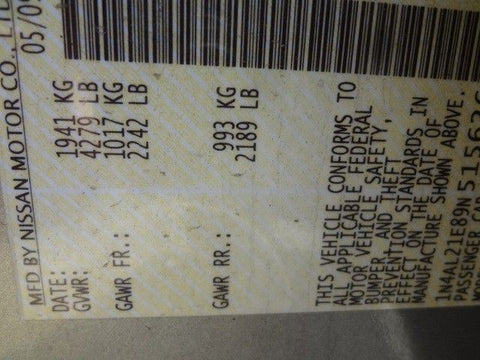 MFD BY NISSAN MOTOR CO., LTD
DATE: 05/09
GVWR: 1941 KG
4279 LB
GAWR FR.: 1017 KG
2242 LB
GAWR RR.: 993 KG
2189 LB
THIS VEHICLE CONFORMS TO
ALL APPLICABLE FEDERAL
MOTOR VEHICLE SAFETY,
BUMPER, AND THEFT
PREVENTION STANDARDS IN
EFFECT ON THE DATE OF
MANUFACTURE SHOWN ABOVE.
1N4AL21E89N
PASSENGER CAR